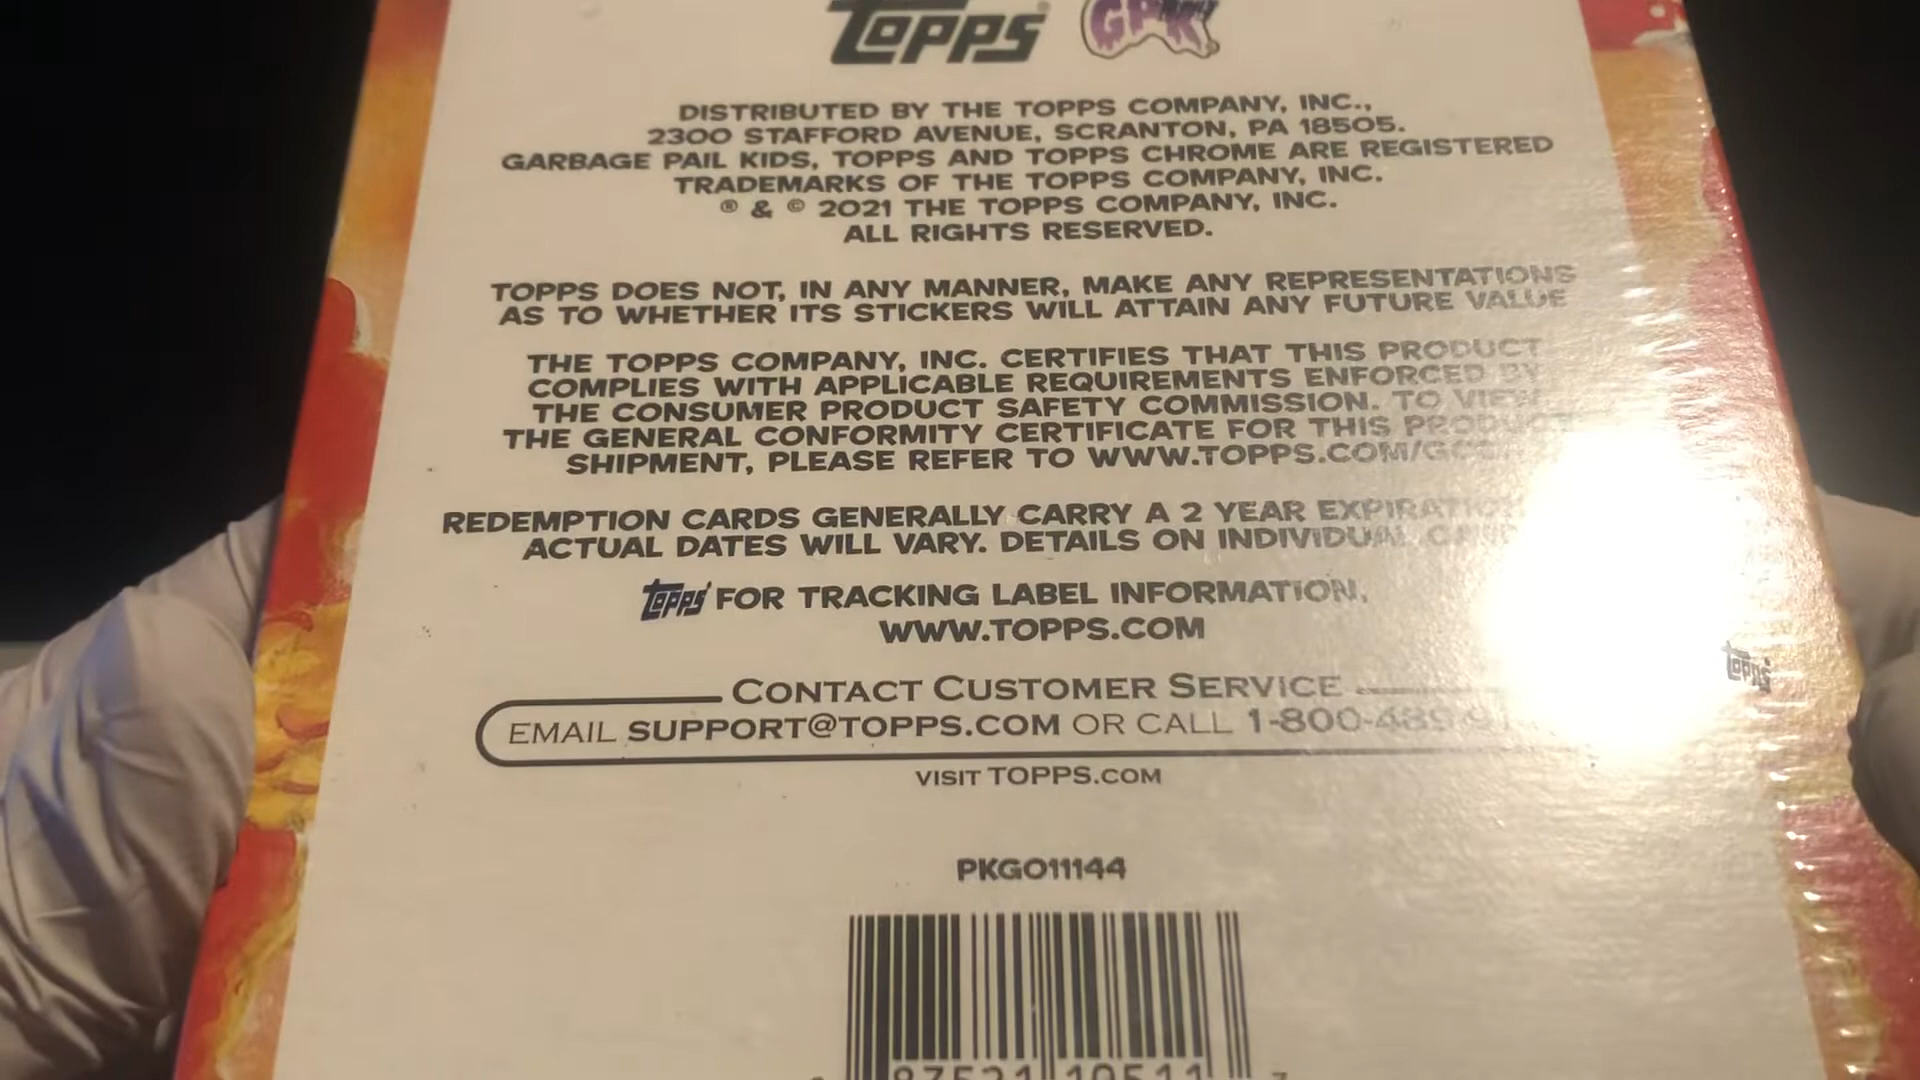 TOPPS GPK
DISTRIBUTED BY THE TOPPS COMPANY, INC.,
2300 STAFFORD AVENUE, SCRANTON, PA 18505.
GARBAGE PAIL KIDS, TOPPS AND TOPPS CHROME ARE REGISTERED
TRADEMARKS OF THE TOPPS COMPANY, INC.
® & © 2021 THE TOPPS COMPANY, INC.
ALL RIGHTS RESERVED.
TOPPS DOES NOT, IN ANY MANNER, MAKE ANY REPRESENTATIONS
AS TO WHETHER ITS STICKERS WILL ATTAIN ANY FUTURE VALUE
THE TOPPS COMPANY, INC. CERTIFIES THAT THIS PRODUCT
COMPLIES WITH APPLICABLE REQUIREMENTS ENFORCED BY
THE CONSUMER PRODUCT SAFETY COMMISSION. TO VIEW
THE GENERAL CONFORMITY CERTIFICATE FOR THIS PRODUCT
SHIPMENT, PLEASE REFER TO
REDEMPTION CARDS GENERALLY CARRY A 2 YEAR
ACTUAL DATES WILL VARY. DETAILS ON INDIVIDUAL
TOPPS FOR TRACKING LABEL INFORMATION,
WWW.TOPPS.COM
CONTACT CUSTOMER SERVICE
EMAIL SUPPORT@TOPPS.COM OR CALL
TOPPS
VISIT TOPPS.COM
PKGO11144